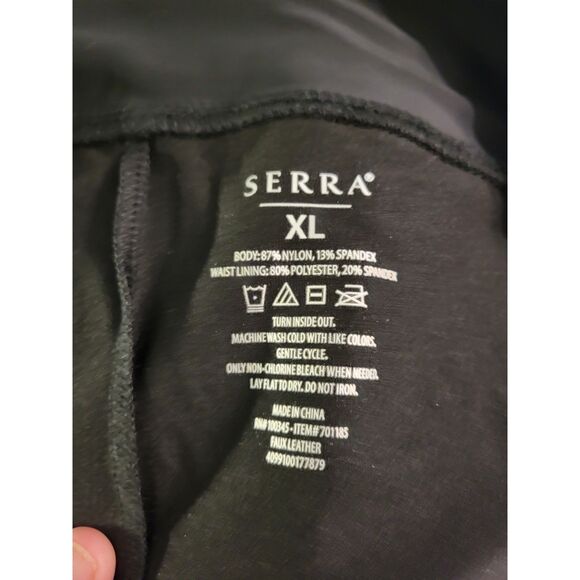 SERRA®
XL
BODY: 87% NYLON, 13% SPANDEX
WAIST LINING: 80% POLYESTER, 20% SPANDEX
TURN INSIDE OUT.
MACHINE WASH COLD WITH LIKE COLORS.
GENTLE CYCLE.
ONLY NON-CHLORINE BLEACH WHEN NEEDED.
LAY FLAT TO DRY. DO NOT IRON.
MADE IN CHINA
RN#100345 • ITEM# 701185
FAUX LEATHER
4099100177879